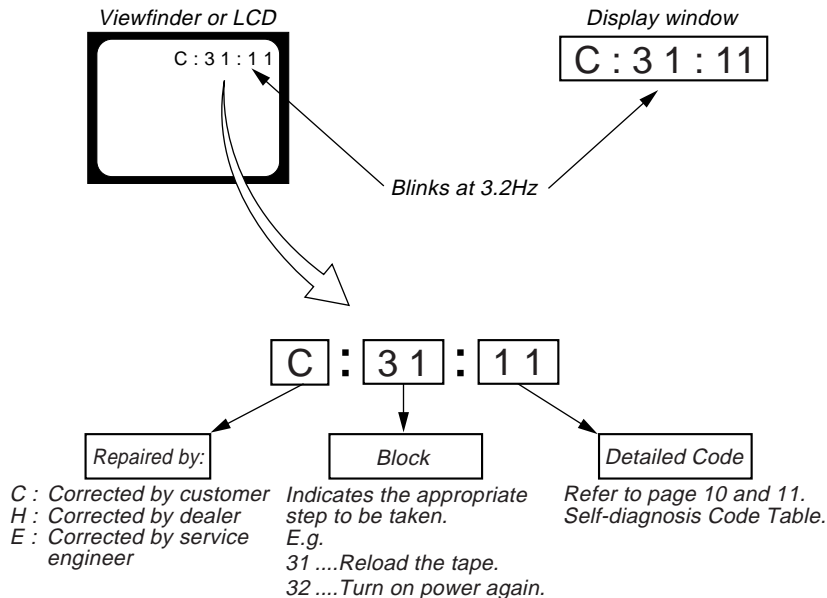 Viewfinder or LCD
Display window
C : 3 1 : 1 1
C : 3 1 : 11
Blinks at 3.2Hz
C : 3 1 : 1 1
Repaired by:
C : Corrected by customer
H : Corrected by dealer
E : Corrected by service
engineer
Block
Indicates the appropriate
step to be taken.
E.g.
31 ....Reload the tape.
32 ....Turn on power again.
Detailed Code
Refer to page 10 and 11.
Self-diagnosis Code Table.